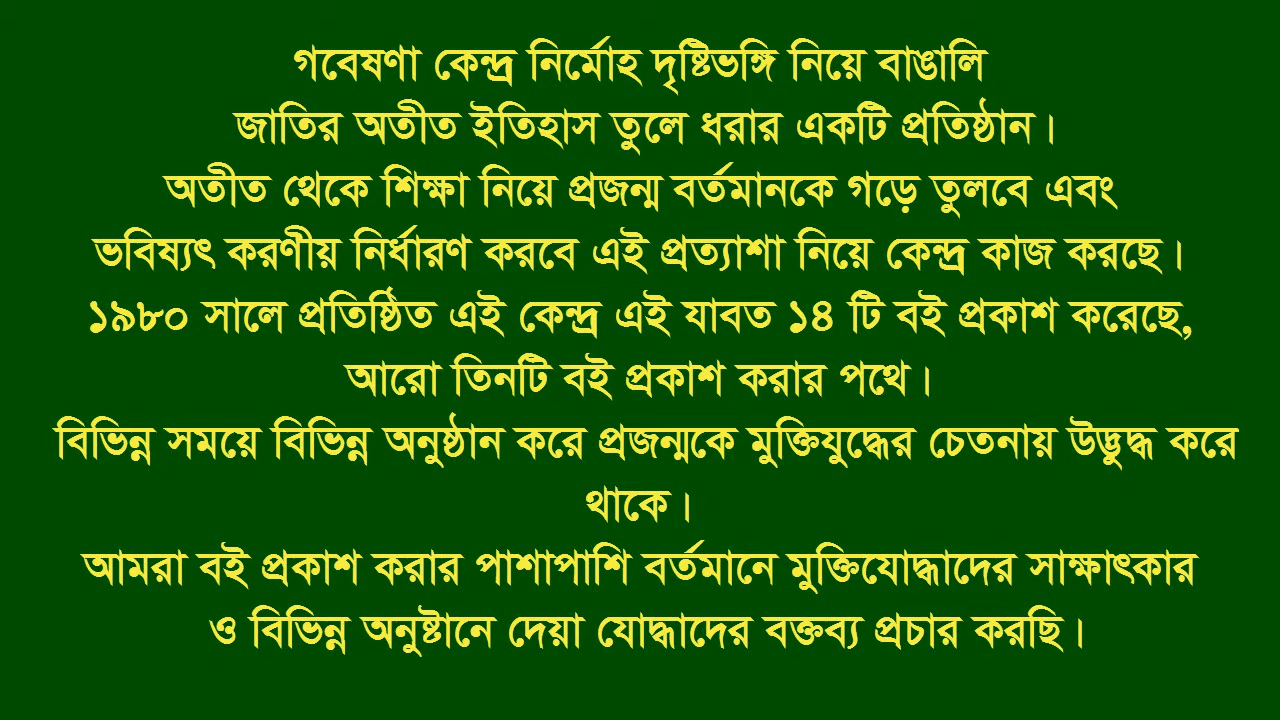 গবেষণা কেন্দ্র নির্মোহ দৃষ্টিভঙ্গি নিয়ে বাঙালি
জাতির অতীত ইতিহাস তুলে ধরার একটি প্রতিষ্ঠান।
অতীত থেকে শিক্ষা নিয়ে প্রজন্ম বর্তমানকে গড়ে তুলবে এবং
ভবিষ্যৎ করণীয় নির্ধারণ করবে এই প্রত্যাশা নিয়ে কেন্দ্র কাজ করছে।
১৯৮০ সালে প্রতিষ্ঠিত এই কেন্দ্র এই যাবত ১৪ টি বই প্রকাশ করেছে,
আরো তিনটি বই প্রকাশ করার পথে।
বিভিন্ন সময়ে বিভিন্ন অনুষ্ঠান করে প্রজন্মকে মুক্তিযুদ্ধের চেতনায় উদ্ভুদ্ধ করে
থাকে।
আমরা বই প্রকাশ করার পাশাপাশি বর্তমানে মুক্তিযোদ্ধাদের সাক্ষাৎকার
ও বিভিন্ন অনুষ্টানে দেয়া যোদ্ধাদের বক্তব্য প্রচার করছি।